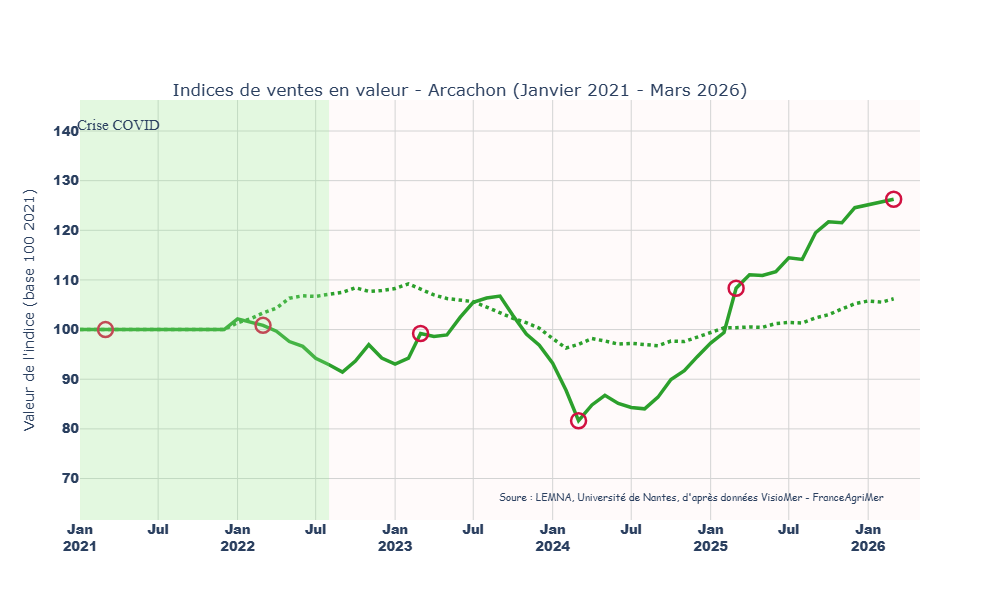 Indices de ventes en valeur - Arcachon (Janvier 2021 - Mars 2026)
Crise COVID
Valeur de l'indice (base 100 2021)
140
130
120
110
100
90
80
70
Soure : LEMNA, Université de Nantes, d'après données VisioMer - FranceAgriMer
Jan Jul Jan Jul Jan Jul Jan Jul Jan Jul Jan
2021 2022 2023 2024 2025 2026